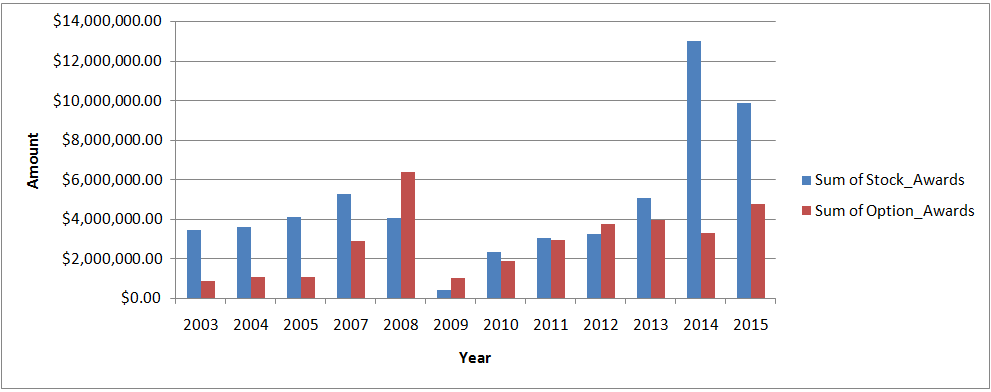 $14,000,000.00
$12,000,000.00
$10,000,000.00
$8,000,000.00
$6,000,000.00
$4,000,000.00
$2,000,000.00
$0.00
Amount
2003 2004 2005 2007 2008 2009 2010 2011 2012 2013 2014 2015
Year
Sum of Stock_Awards
Sum of Option_Awards